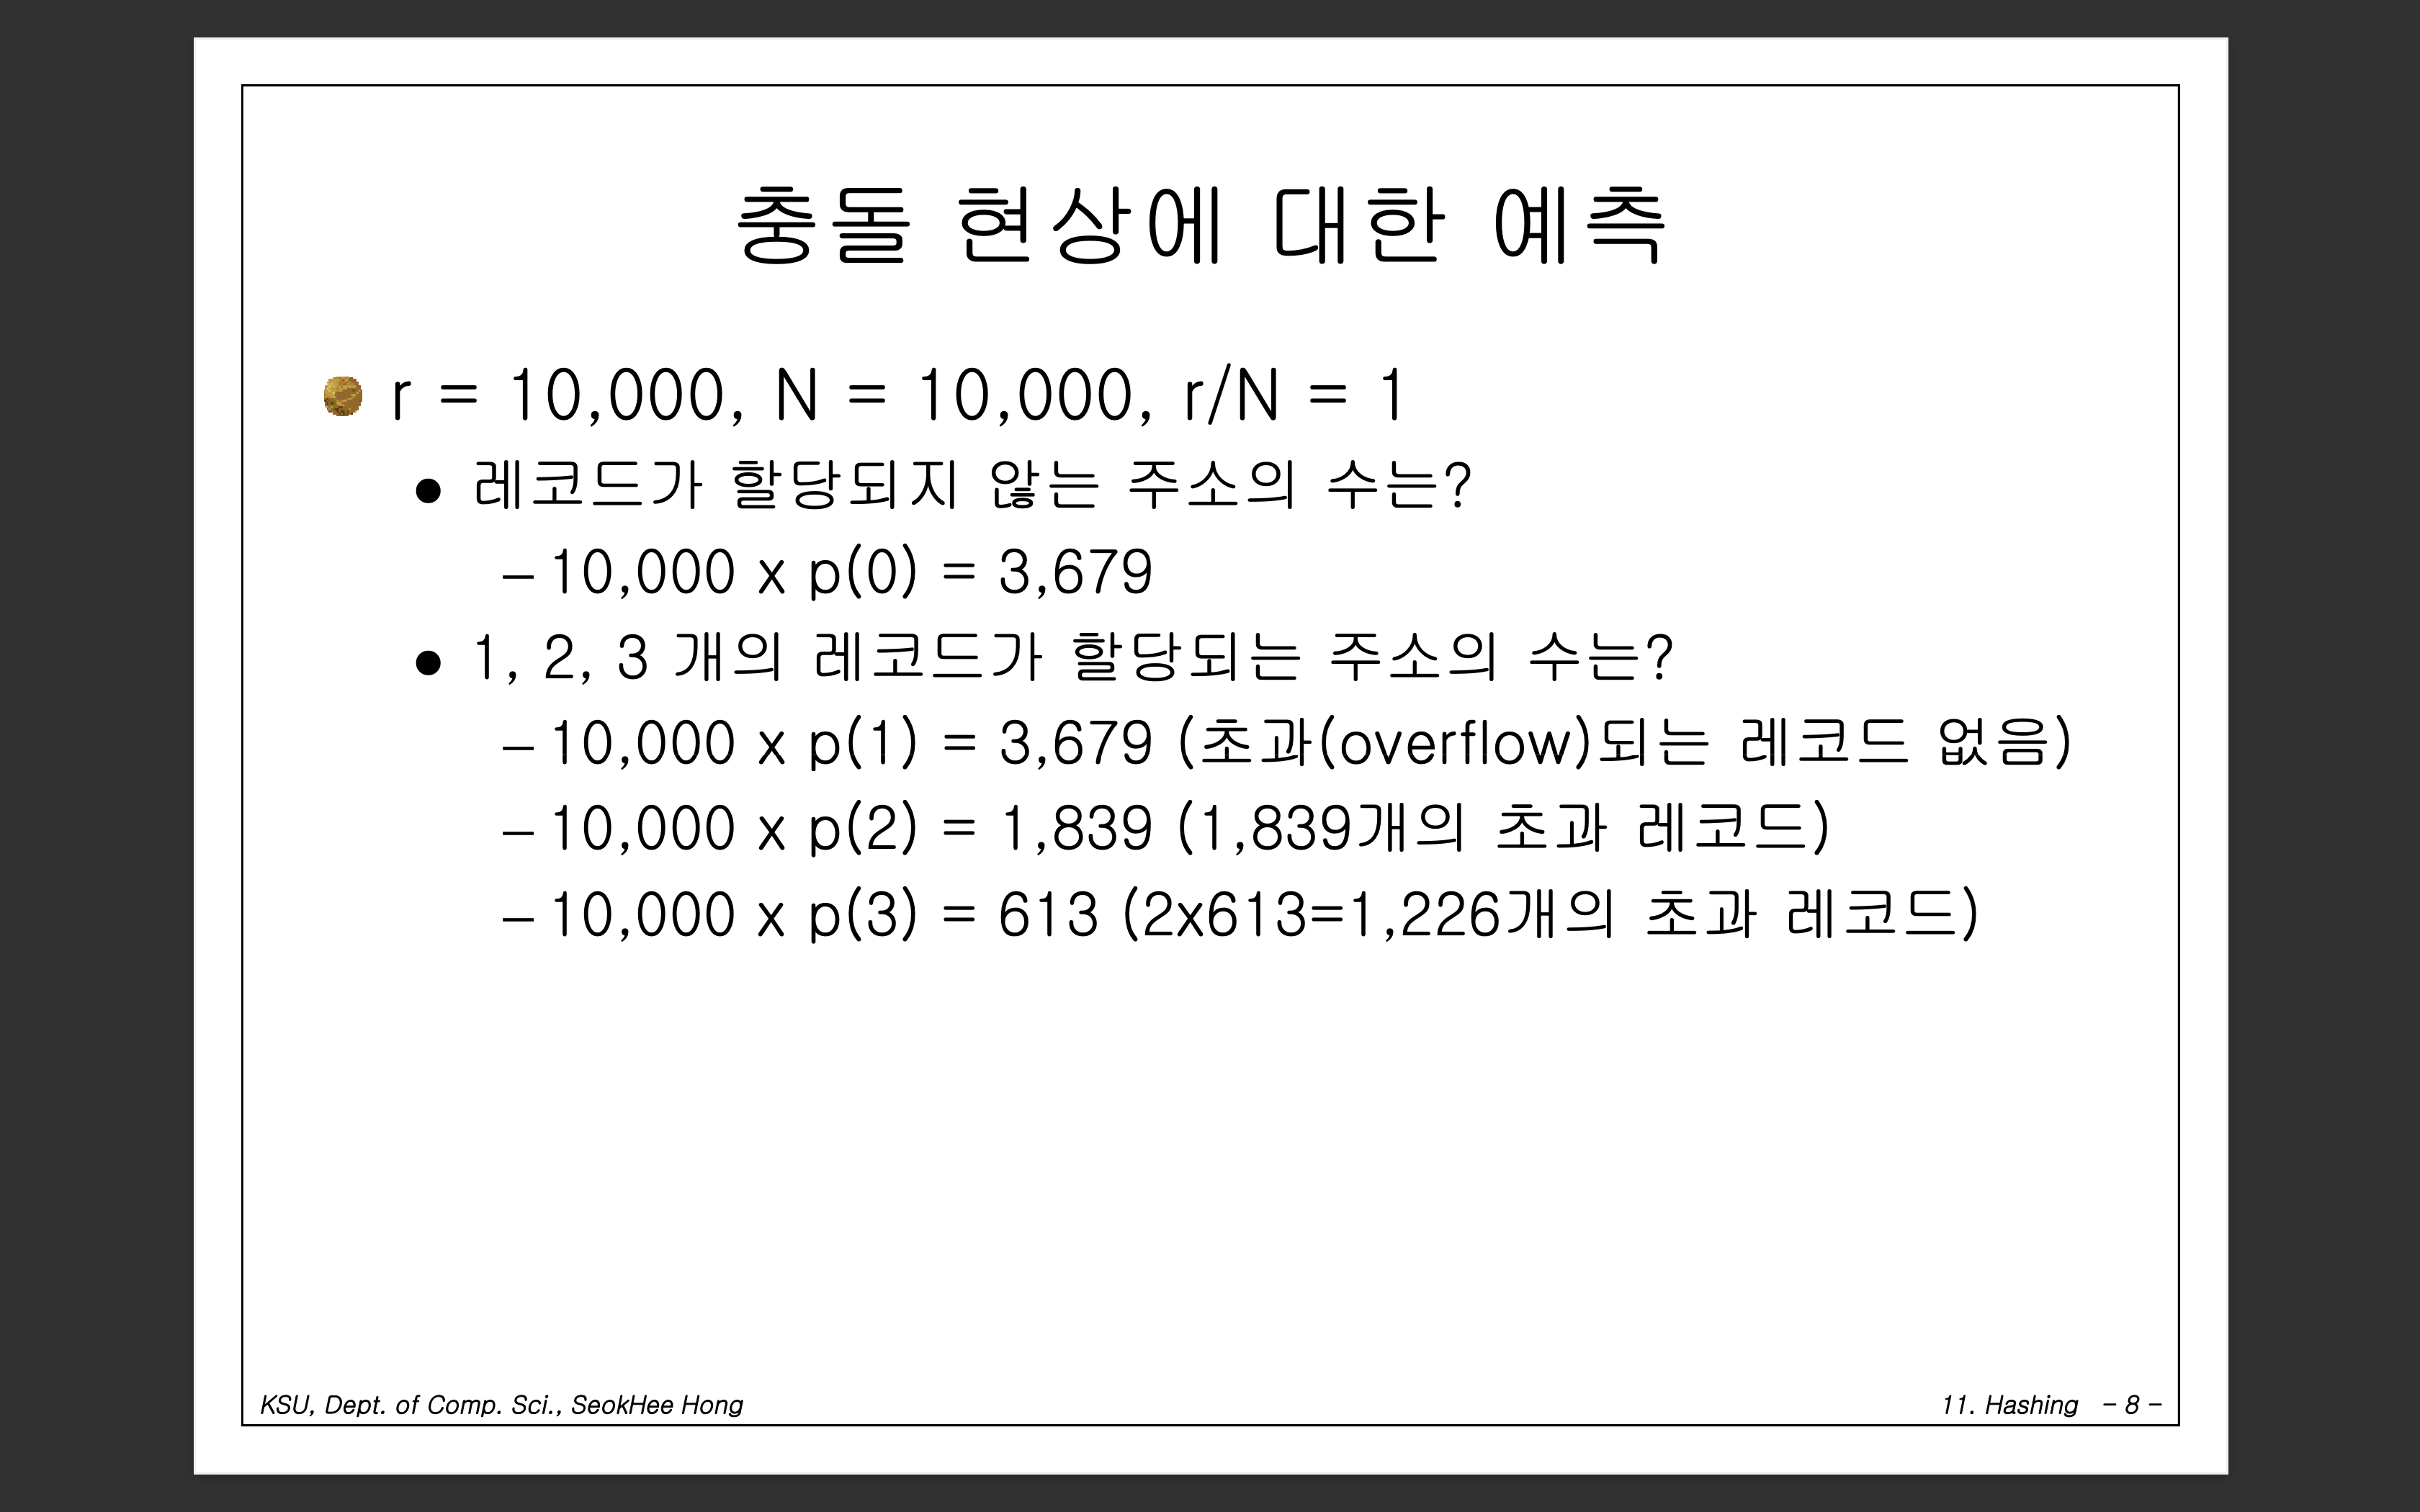 충돌 현상에 대한 예측
r = 10,000, N = 10,000, r/N = 1
● 레코드가 할당되지 않는 주소의 수는?
– 10,000 x p(0) = 3,679
● 1, 2, 3 개의 레코드가 할당되는 주소의 수는?
– 10,000 x p(1) = 3,679 (초과(overflow)되는 레코드 없음)
– 10,000 x p(2) = 1,839 (1,839개의 초과 레코드)
– 10,000 x p(3) = 613 (2x613=1,226개의 초과 레코드)
KSU, Dept. of Comp. Sci., SeokHee Hong
11. Hashing – 8 –